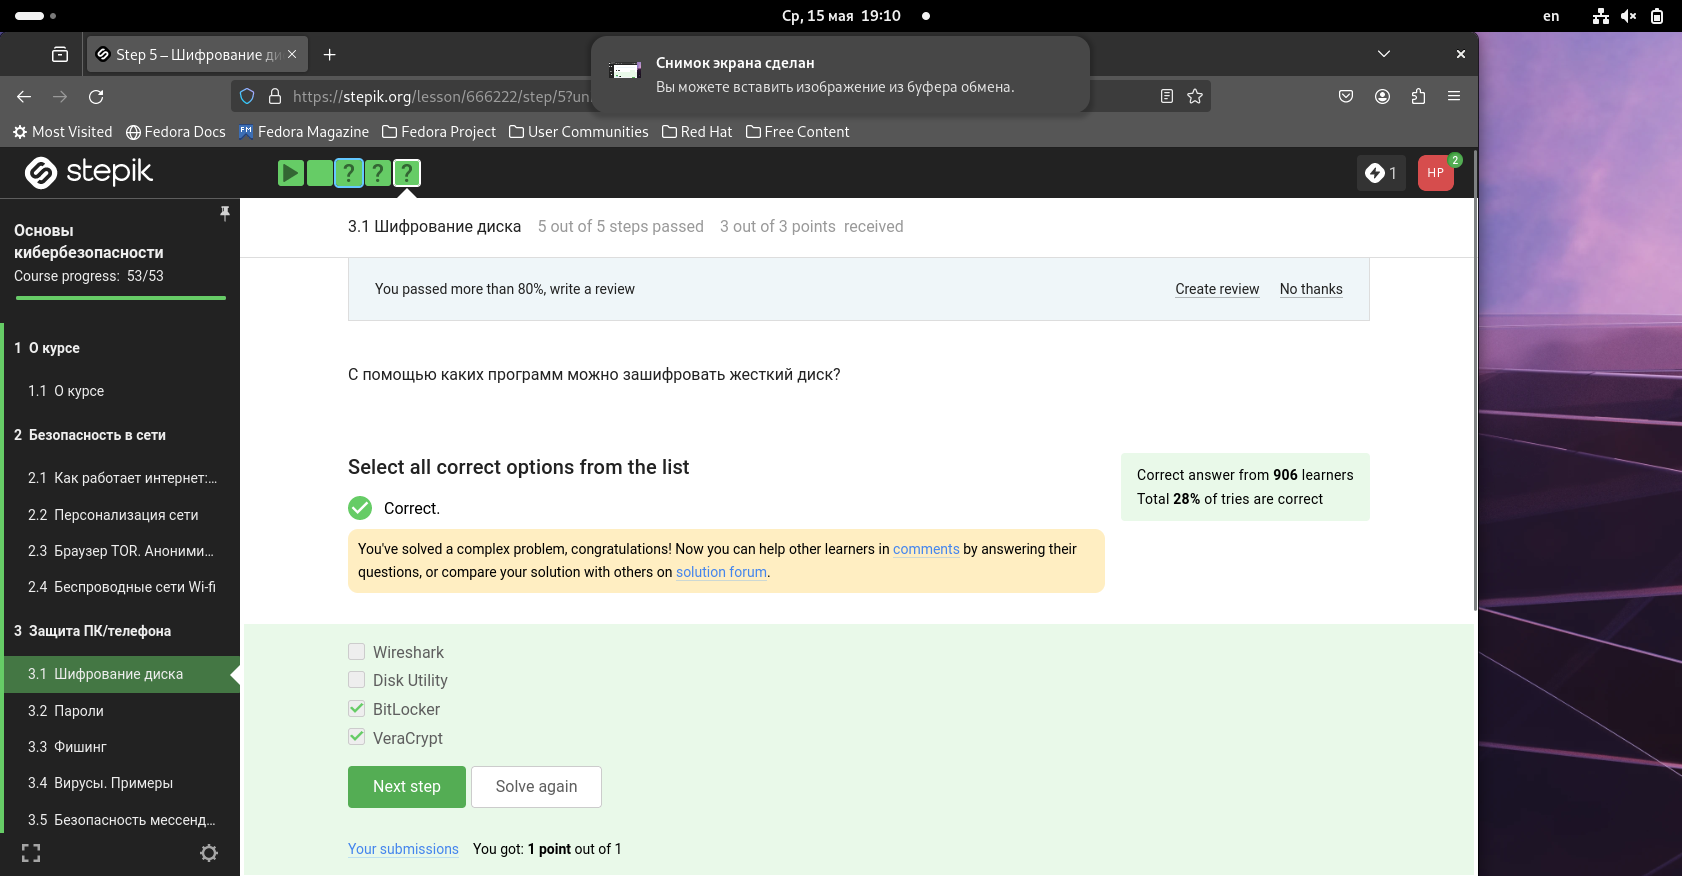 Ср, 15 мая 19:10
en
Step 5 – Шифрование ди
Снимок экрана сделан
Вы можете вставить изображение из буфера обмена.
https://stepik.org/lesson/666222/step/5?un
Most Visited Fedora Docs Fedora Magazine Fedora Project User Communities Red Hat Free Content
stepik
? ? ?
1
HP
2
Основы
кибербезопасности
Course progress: 53/53
1 О курсе
1.1 О курсе
2 Безопасность в сети
2.1 Как работает интернет:...
2.2 Персонализация сети
2.3 Браузер TOR. Аноними...
2.4 Беспроводные сети Wi-fi
3 Защита ПК/телефона
3.1 Шифрование диска
3.2 Пароли
3.3 Фишинг
3.4 Вирусы. Примеры
3.5 Безопасность мессенд...
3.1 Шифрование диска 5 out of 5 steps passed 3 out of 3 points received
You passed more than 80%, write a review Create review No thanks
С помощью каких программ можно зашифровать жесткий диск?
Select all correct options from the list
Correct.
You've solved a complex problem, congratulations! Now you can help other learners in comments by answering their
questions, or compare your solution with others on solution forum.
Correct answer from 906 learners
Total 28% of tries are correct
Wireshark
Disk Utility
BitLocker
VeraCrypt
Next step Solve again
Your submissions You got: 1 point out of 1